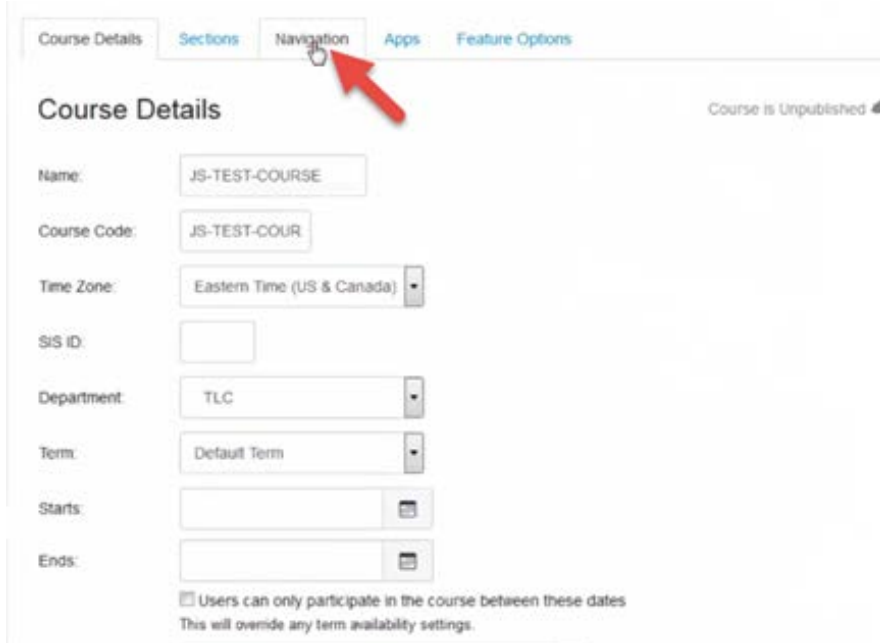 Course Details Sections Navigation Apps Feature Options
Course Details
Course is Unpublished
Name: JS-TEST-COURSE
Course Code: JS-TEST-COUR
Time Zone: Eastern Time (US & Canada)
SIS ID:
Department: TLC
Term: Default Term
Starts:
Ends:
Users can only participate in the course between these dates
This will override any term availability settings.